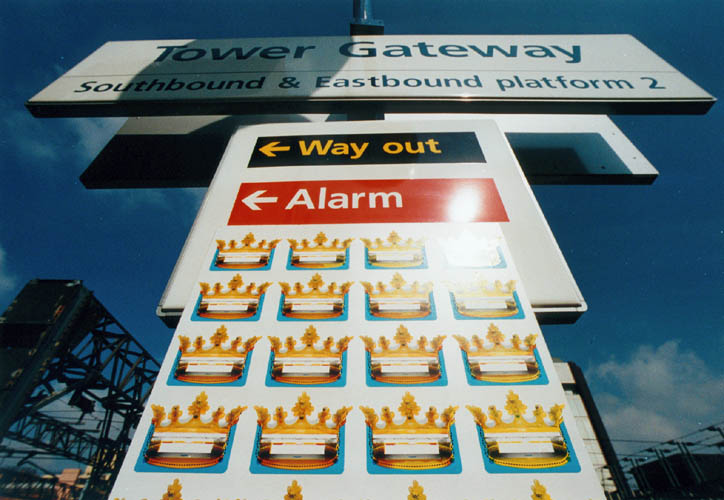 Tower Gateway
Southbound & Eastbound platform 2
Way out
Alarm